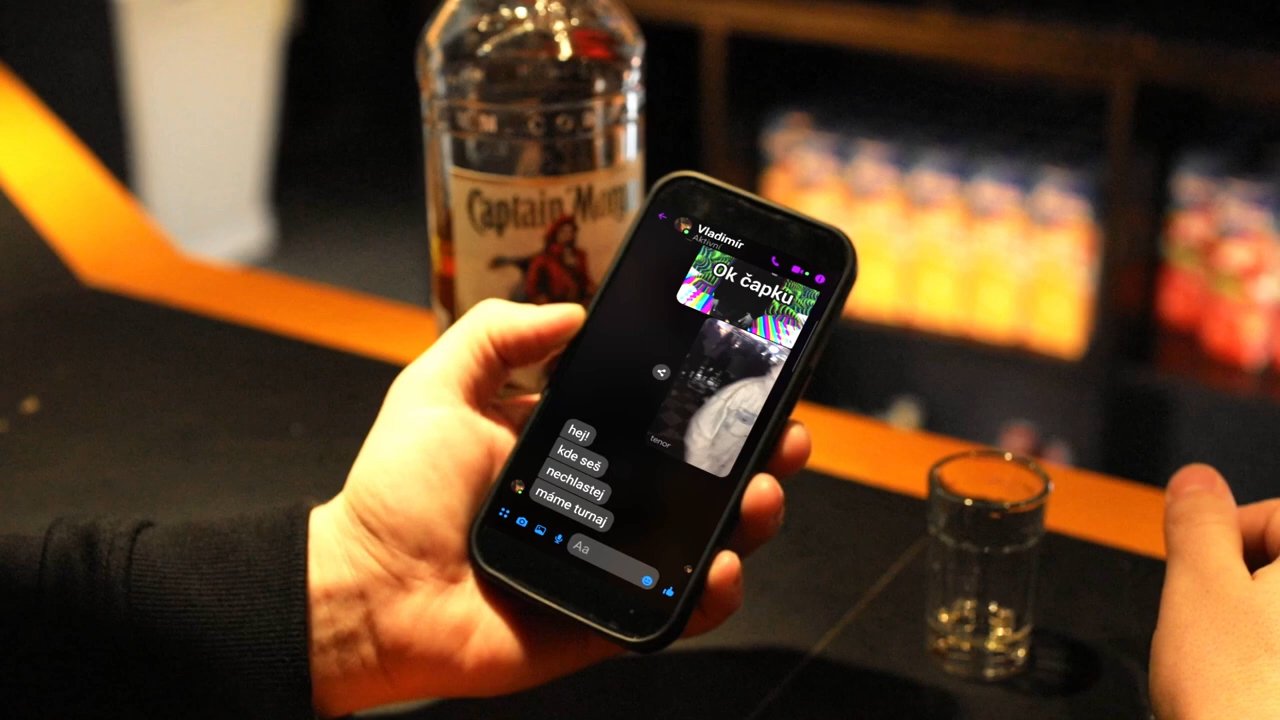 Captain Morg
Vladimír
Aktivní
Ok čapku
tenor
hej!
kde seš
nechlastej
máme turnaj
Aa